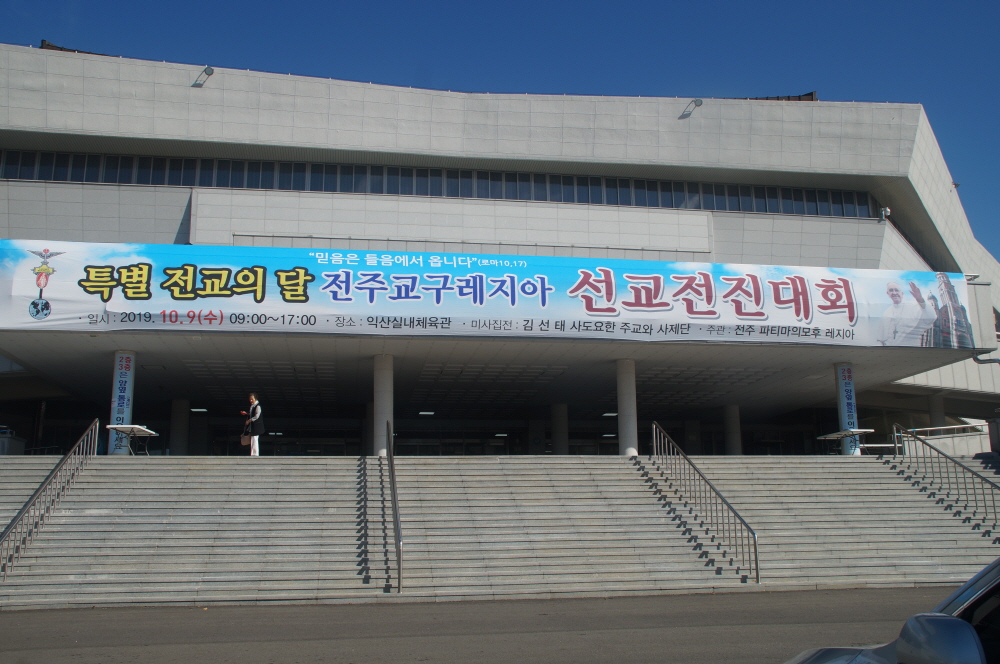 "믿음은 들음에서 옵니다"(로마10,17)
특별 전교의 달 전주교구레지아 선교전진대회
· 일시 : 2019. 10. 9(수) 09:00~17:00 · 장소 : 익산실내체육관 · 미사집전 : 김 선 태 사도요한 주교와 사제단 · 주관 : 전주 파티마의모후 레지아